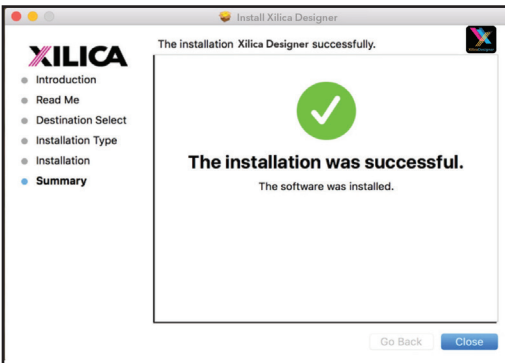 Install Xilica Designer
XILICA
The installation Xilica Designer successfully.
XilicaDesigner
Introduction
Read Me
Destination Select
Installation Type
Installation
Summary
The installation was successful.
The software was installed.
Go Back
Close